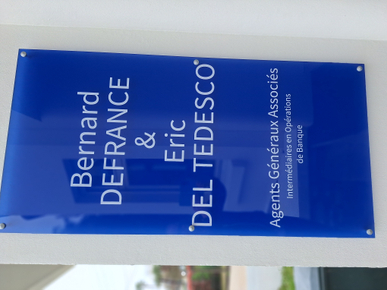 Bernard
DEFRANCE
&
Eric
DEL TEDESCO
Agents Généraux Associés
Intermédiaires en Opérations
de Banque